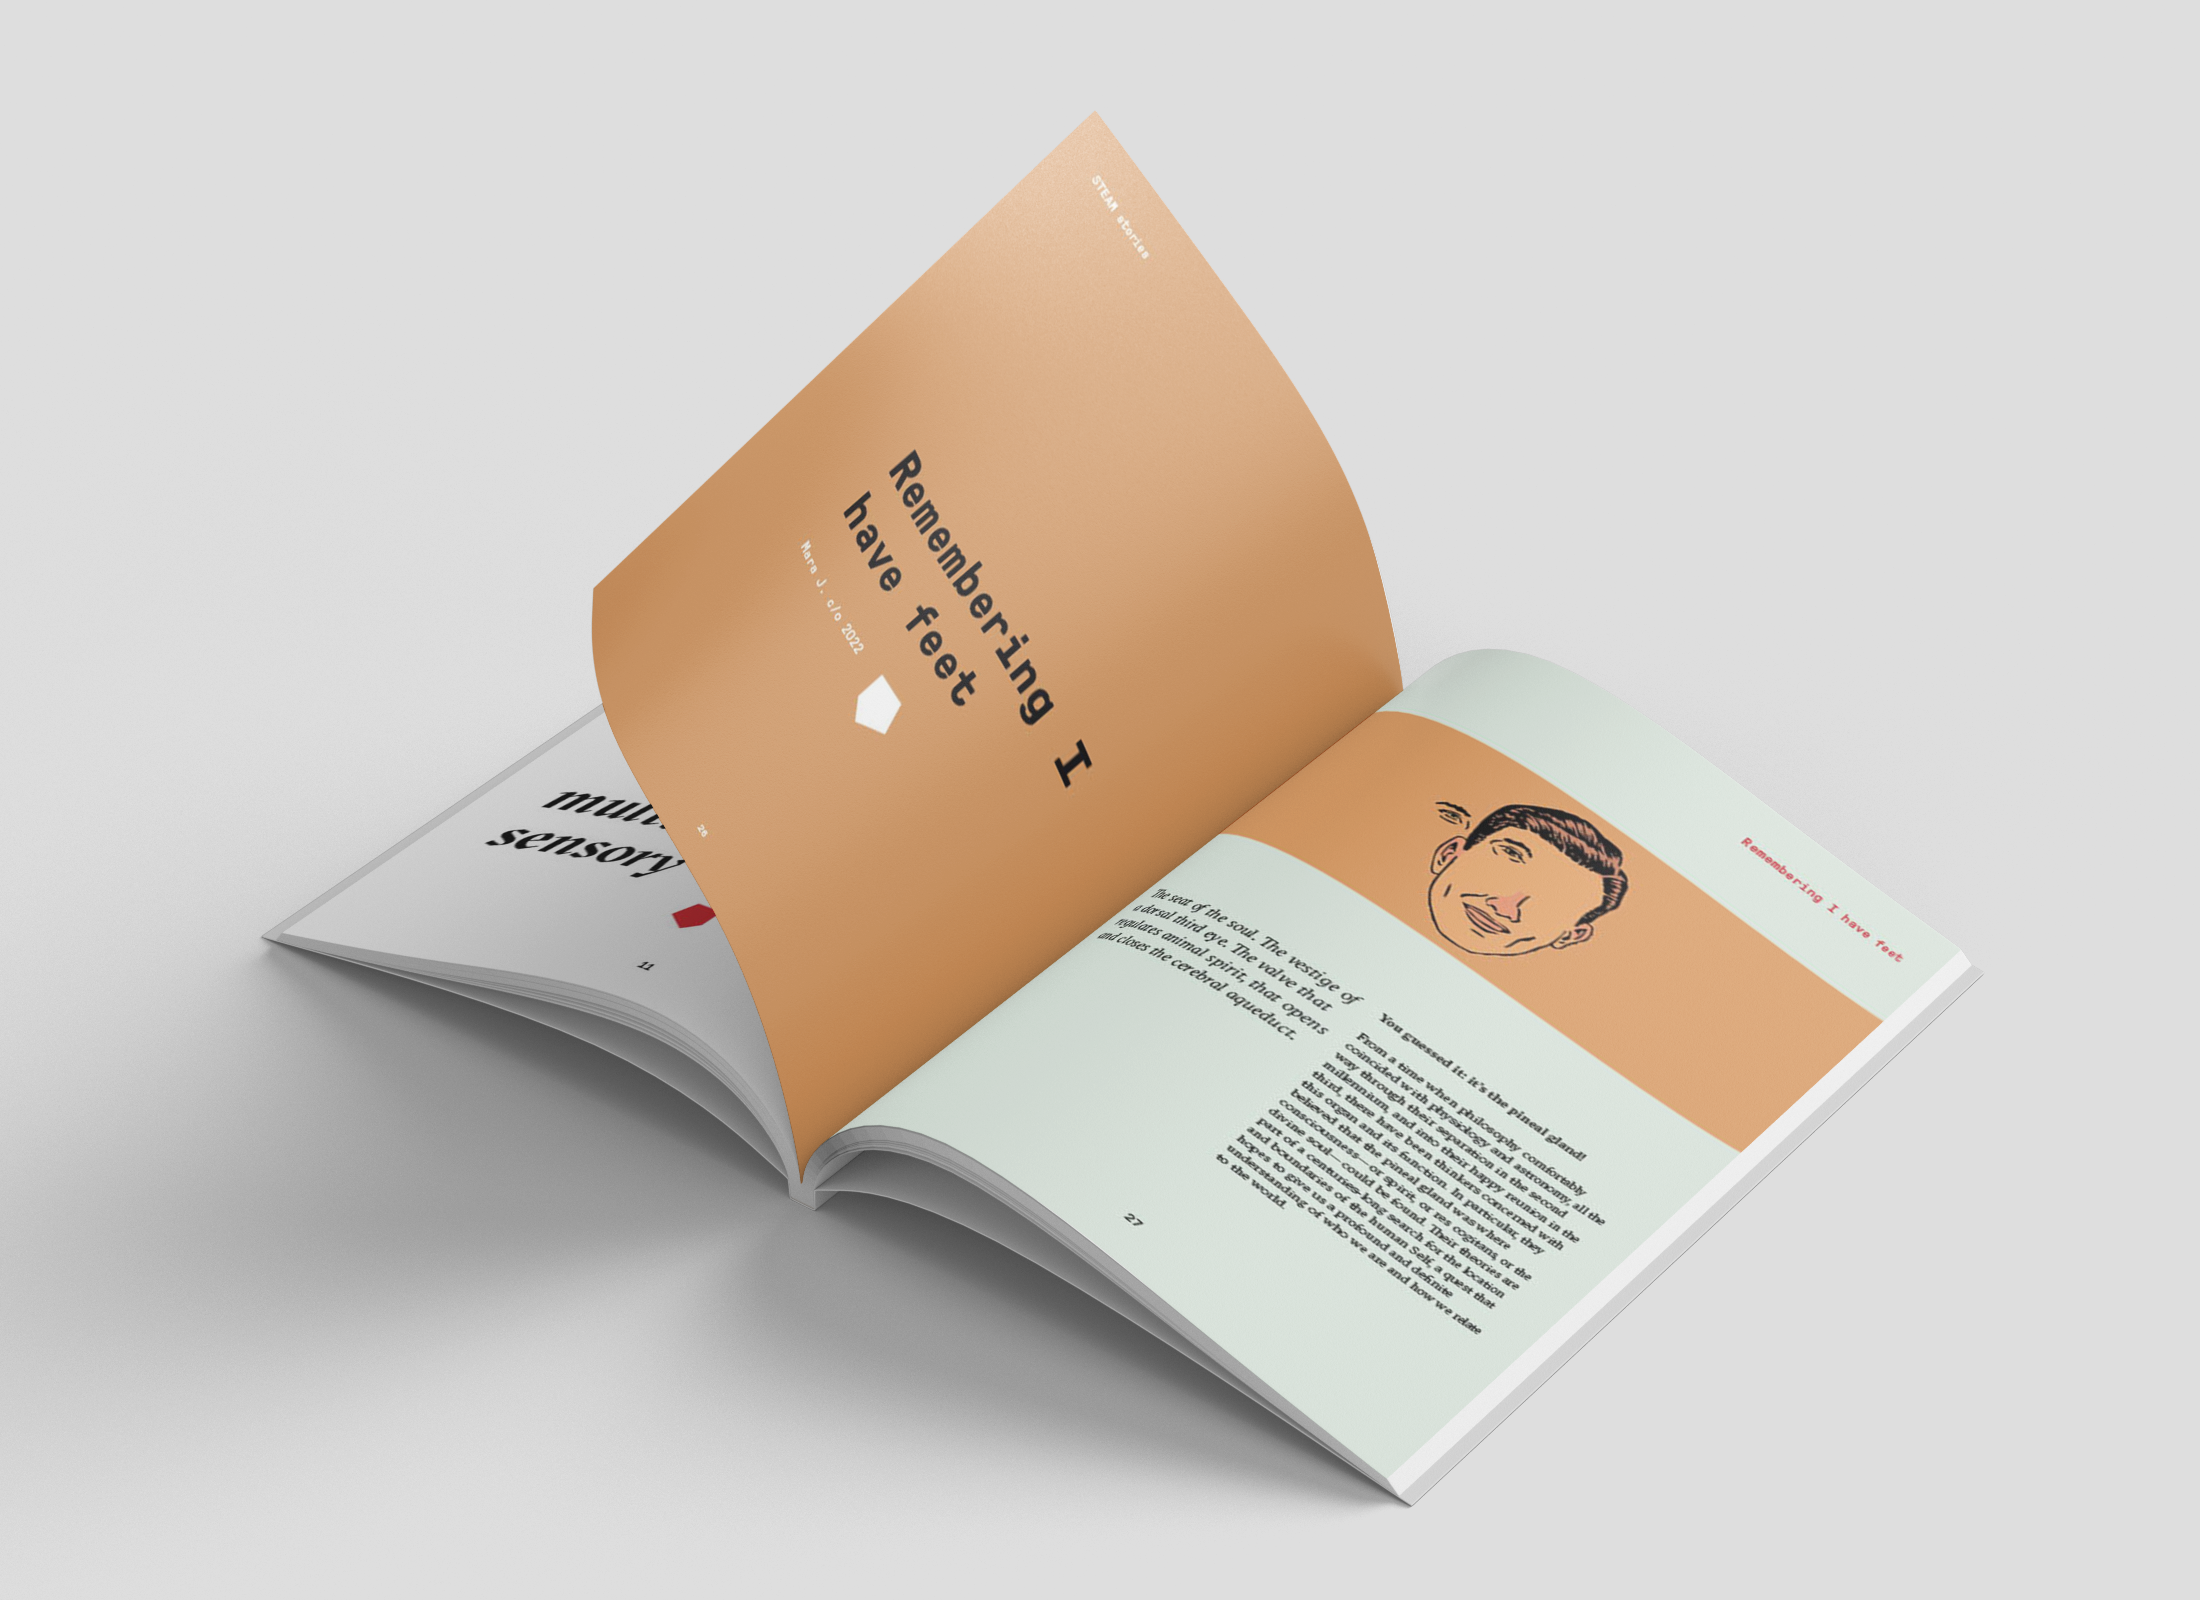 sensory
11
STEAM stories
Remembering I
have feet
Mara J. c/o 2022
26
Remembering I have feet
The seat of the soul. The vestige of
a dorsal third eye. The valve that
regulates animal spirit, that opens
and closes the cerebral aqueduct.
You guessed it: it's the pineal gland!
From a time when philosophy comfortably
coincided with physiology and astronomy, all the
way through their separation in the second
millennium, and into their happy reunion in the
third, there have been thinkers concerned with
this organ and its function. In particular, they
believed that the pineal gland was where
consciousness—or spirit, or res cogitans, or the
divine soul—could be found. Their theories are
part of a centuries-long search for the location
and boundaries of the human Self, a quest that
hopes to give us a profound and definite
understanding of who we are and how we relate
to the world.
27